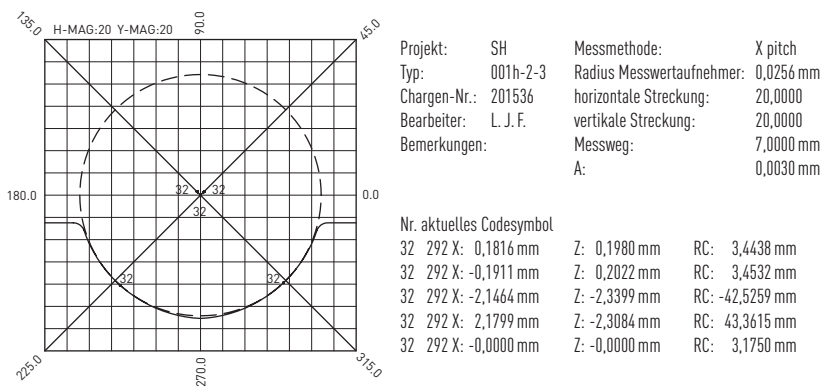 135.0
H-MAG:20 Y-MAG:20
90.0
45.0
180.0
0.0
32
32
32
32
32
225.0
270.0
315.0
Projekt: SH
Typ: 001h-2-3
Chargen-Nr.: 201536
Bearbeiter: L. J. F.
Bemerkungen:
Messmethode: X pitch
Radius Messwertaufnehmer: 0,0256 mm
horizontale Streckung: 20,0000
vertikale Streckung: 20,0000
Messweg: 7,0000 mm
A: 0,0030 mm
Nr. aktuelles Codesymbol
32 292 X: 0,1816 mm Z: 0,1980 mm RC: 3,4438 mm
32 292 X: -0,1911 mm Z: 0,2022 mm RC: 3,4532 mm
32 292 X: -2,1464 mm Z: -2,3399 mm RC: -42,5259 mm
32 292 X: 2,1799 mm Z: -2,3084 mm RC: 43,3615 mm
32 292 X: -0,0000 mm Z: -0,0000 mm RC: 3,1750 mm